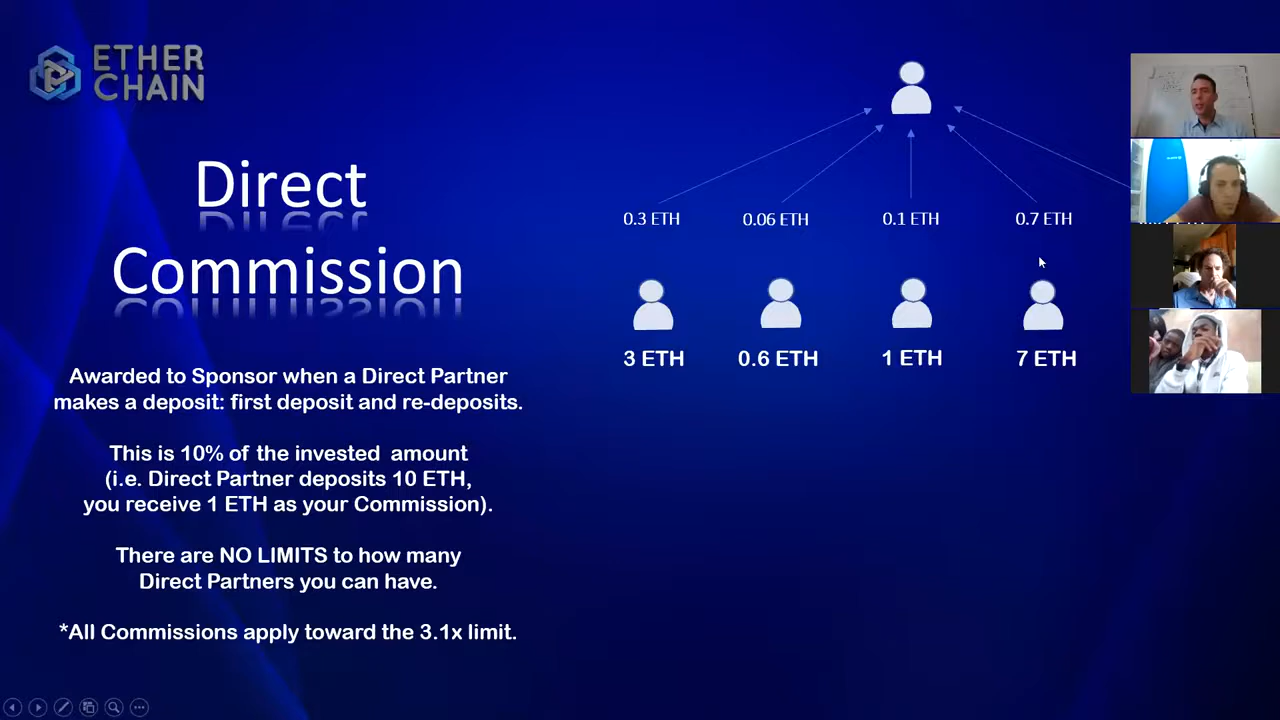 ETHER
CHAIN
Direct
Commission
Awarded to Sponsor when a Direct Partner
makes a deposit: first deposit and re-deposits.
This is 10% of the invested amount
(i.e. Direct Partner deposits 10 ETH,
you receive 1 ETH as your Commission).
There are NO LIMITS to how many
Direct Partners you can have.
*All Commissions apply toward the 3.1x limit.
0.3 ETH 0.06 ETH 0.1 ETH 0.7 ETH
3 ETH 0.6 ETH 1 ETH 7 ETH